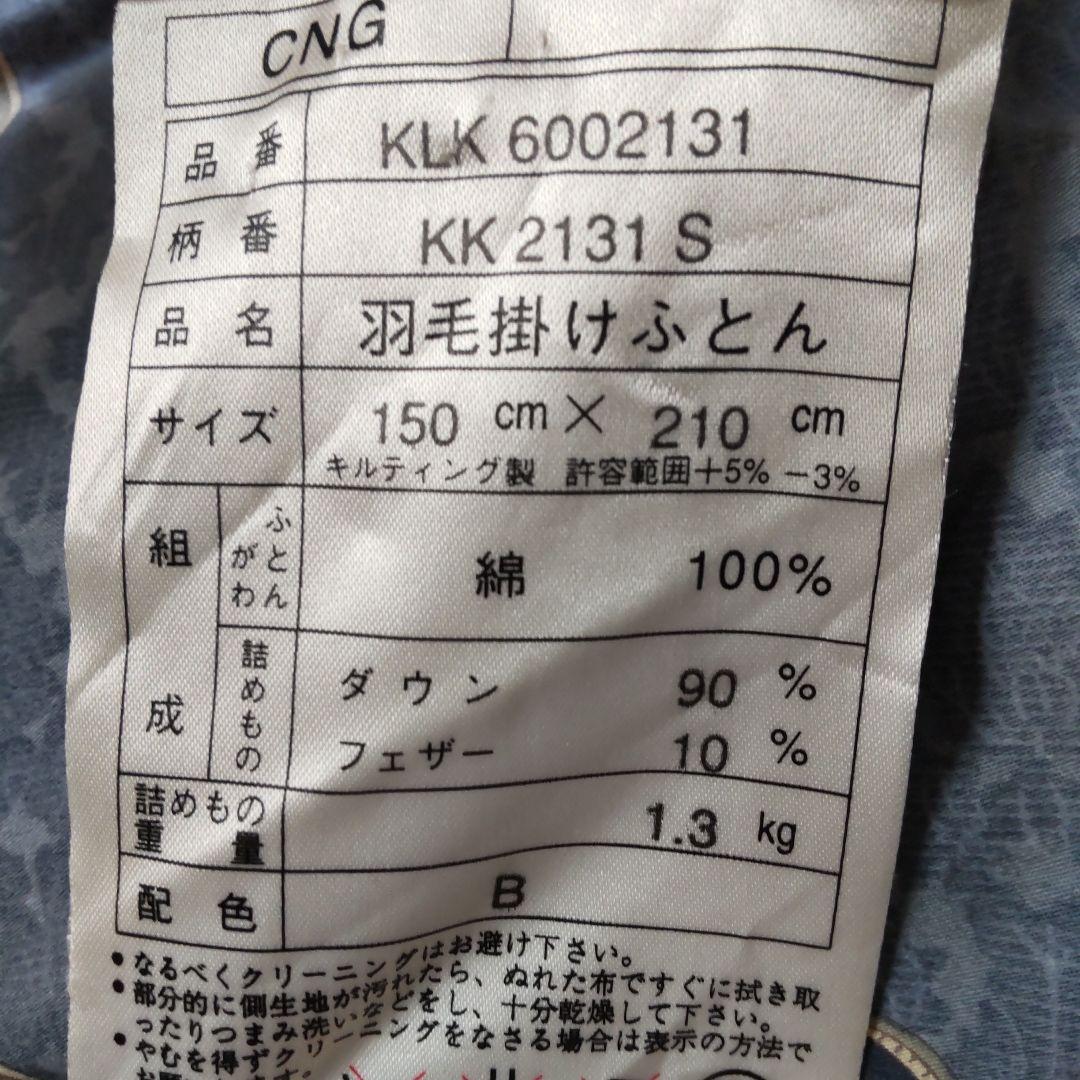 CNG
品番 KLK 6002131
柄番 KK 2131 S
品名 羽毛掛けふとん
サイズ 150 cm × 210 cm
キルティング製 許容範囲+5% -3%
組成 ふとんがわ 綿 100%
詰めもの ダウン 90 %
フェザー 10 %
詰めもの重量 1.3 kg
配色 B
•なるべくクリーニングはお避け下さい。
•部分的に側生地が汚れたら、ぬれた布ですぐに拭き取
ったりつまみ洗いなどをし、十分乾燥して下さい。
•やむを得ずクリーニングをなさる場合は表示の方法で